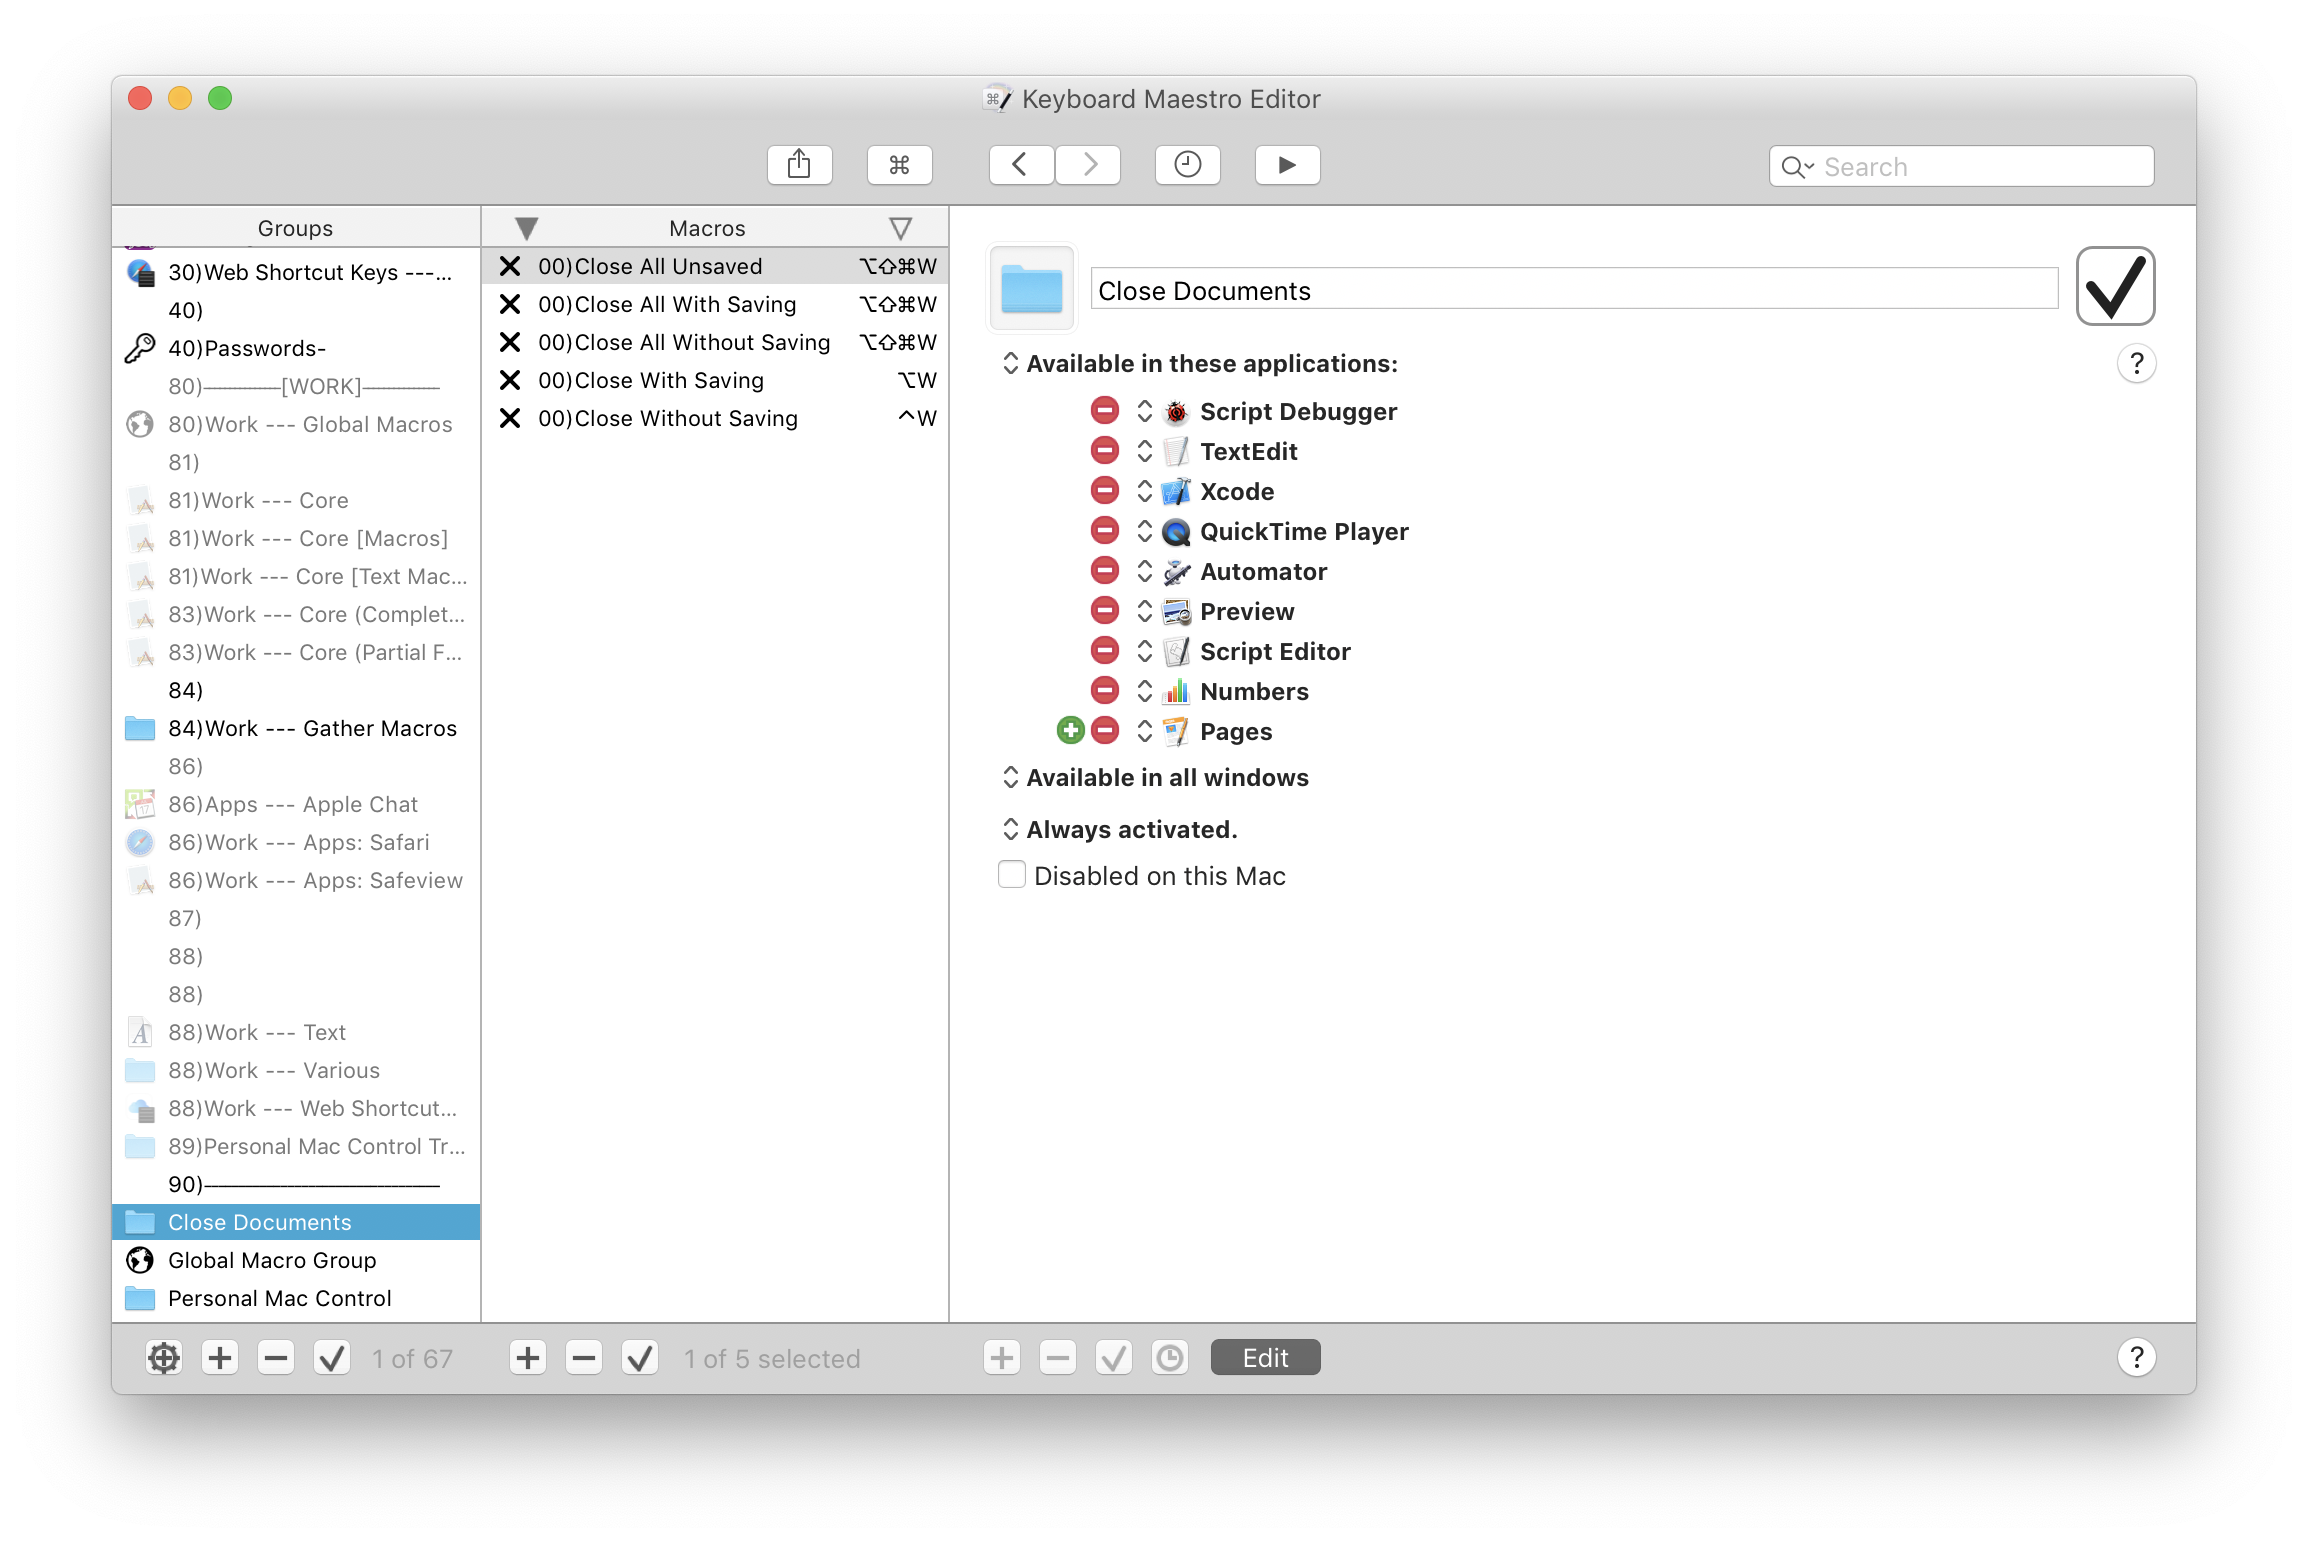 Keyboard Maestro Editor
Search
Groups
30)Web Shortcut Keys ---...
40)
40)Passwords-
80)—————[WORK]—————
80)Work --- Global Macros
81)
81)Work --- Core
81)Work --- Core [Macros]
81)Work --- Core [Text Mac...
83)Work --- Core (Complet...
83)Work --- Core (Partial F...
84)
84)Work --- Gather Macros
86)
86)Apps --- Apple Chat
86)Work --- Apps: Safari
86)Work --- Apps: Safeview
87)
88)
88)
88)Work --- Text
88)Work --- Various
88)Work --- Web Shortcut...
89)Personal Mac Control Tr...
90)———————————————
Close Documents
Global Macro Group
Personal Mac Control
1 of 67
Macros
00)Close All Unsaved ⌥⇧⌘W
00)Close All With Saving ⌥⇧⌘W
00)Close All Without Saving ⌥⇧⌘W
00)Close With Saving ⌥W
00)Close Without Saving ^W
1 of 5 selected
Close Documents
Available in these applications:
?
Script Debugger
TextEdit
Xcode
QuickTime Player
Automator
Preview
Script Editor
Numbers
Pages
Available in all windows
Always activated.
Disabled on this Mac
Edit
?